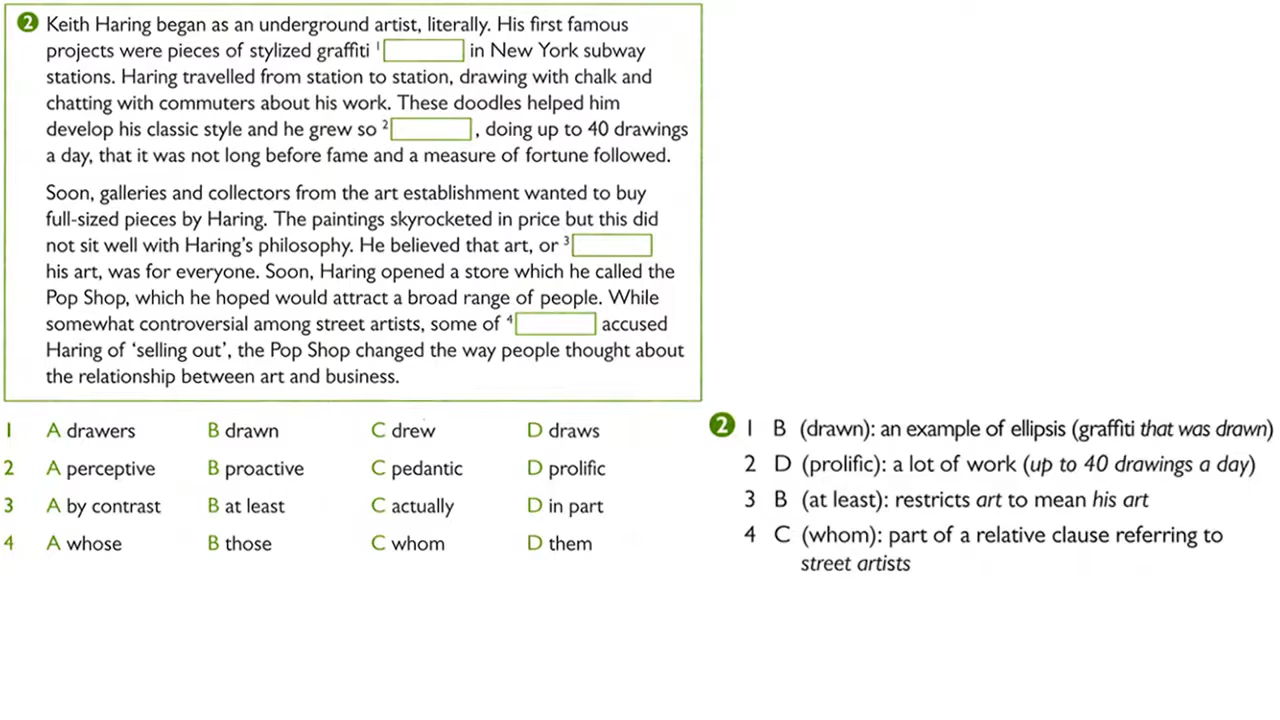 2 Keith Haring began as an underground artist, literally. His first famous
projects were pieces of stylized graffiti 1 in New York subway
stations. Haring travelled from station to station, drawing with chalk and
chatting with commuters about his work. These doodles helped him
develop his classic style and he grew so 2 , doing up to 40 drawings
a day, that it was not long before fame and a measure of fortune followed.
Soon, galleries and collectors from the art establishment wanted to buy
full-sized pieces by Haring. The paintings skyrocketed in price but this did
not sit well with Haring's philosophy. He believed that art, or 3
his art, was for everyone. Soon, Haring opened a store which he called the
Pop Shop, which he hoped would attract a broad range of people. While
somewhat controversial among street artists, some of 4 accused
Haring of 'selling out', the Pop Shop changed the way people thought about
the relationship between art and business.
1 A drawers B drawn C drew D draws
2 A perceptive B proactive C pedantic D prolific
3 A by contrast B at least C actually D in part
4 A whose B those C whom D them
2 1 B (drawn): an example of ellipsis (graffiti that was drawn)
2 D (prolific): a lot of work (up to 40 drawings a day)
3 B (at least): restricts art to mean his art
4 C (whom): part of a relative clause referring to
street artists